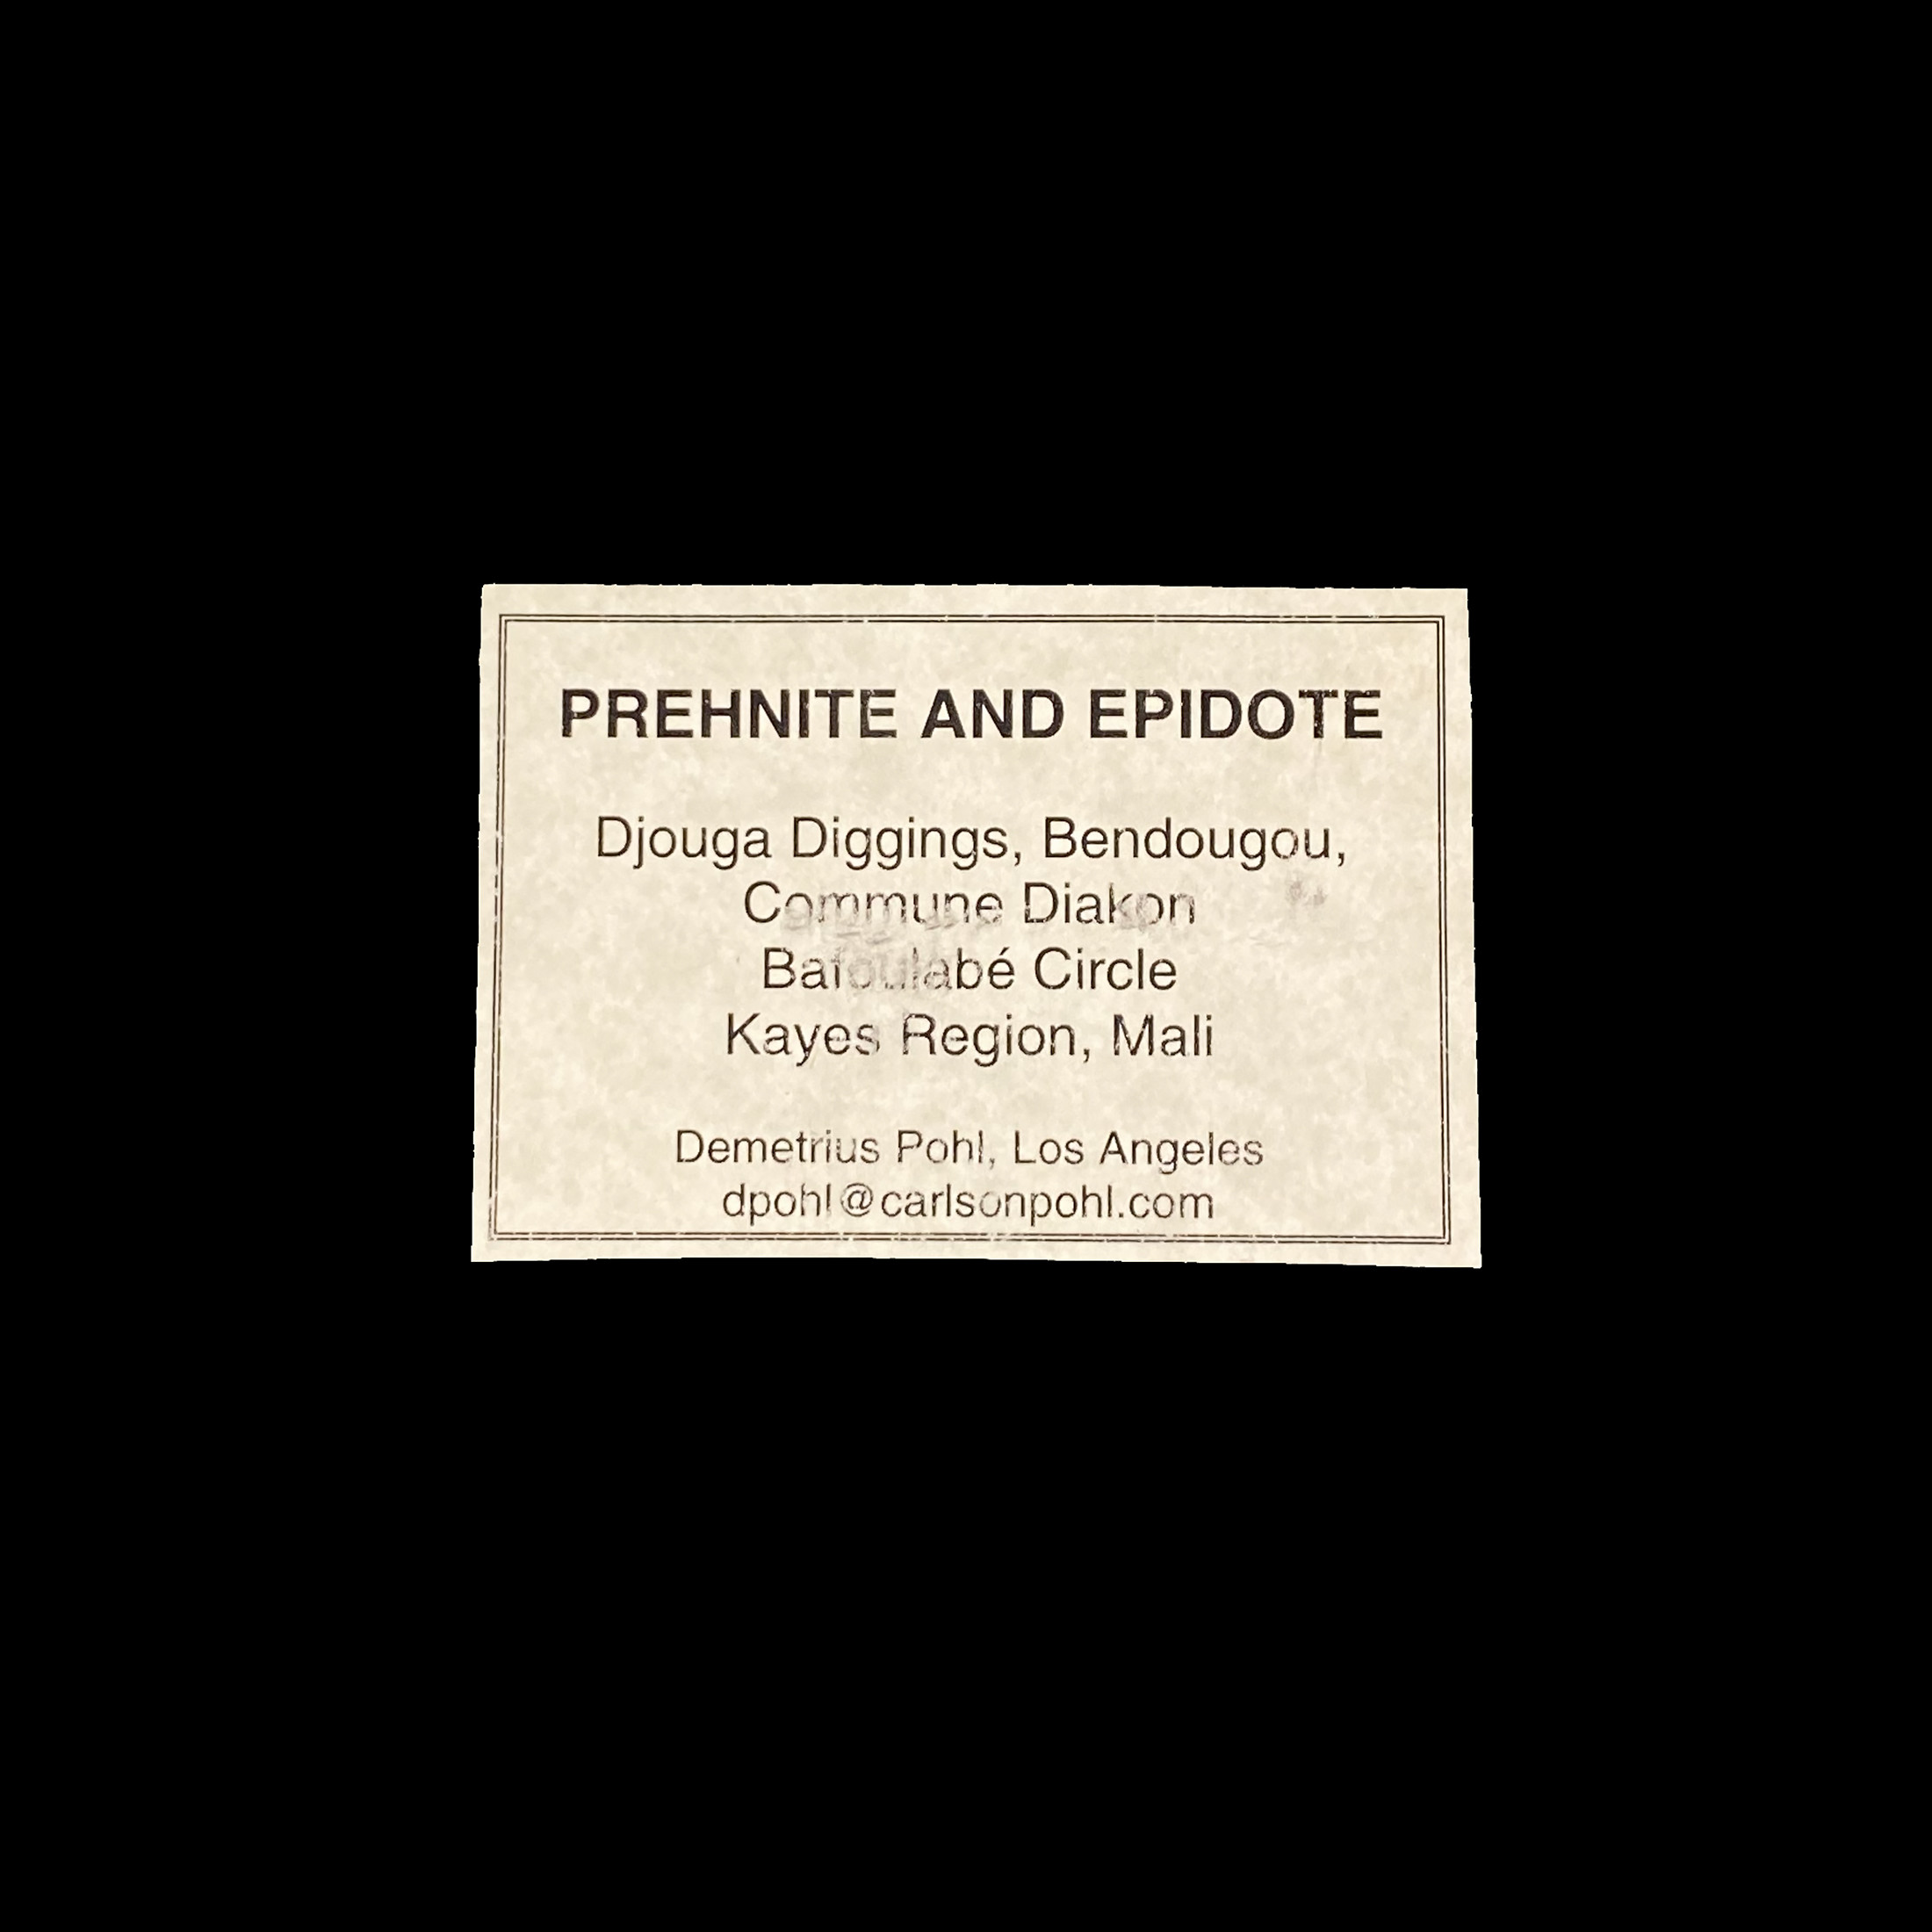 PREHNITE AND EPIDOTE
Djouga Diggings, Bendougou,
Commune Diakon
Bafoulabé Circle
Kayes Region, Mali
Demetrius Pohl, Los Angeles
dpohl@carlsonpohl.com